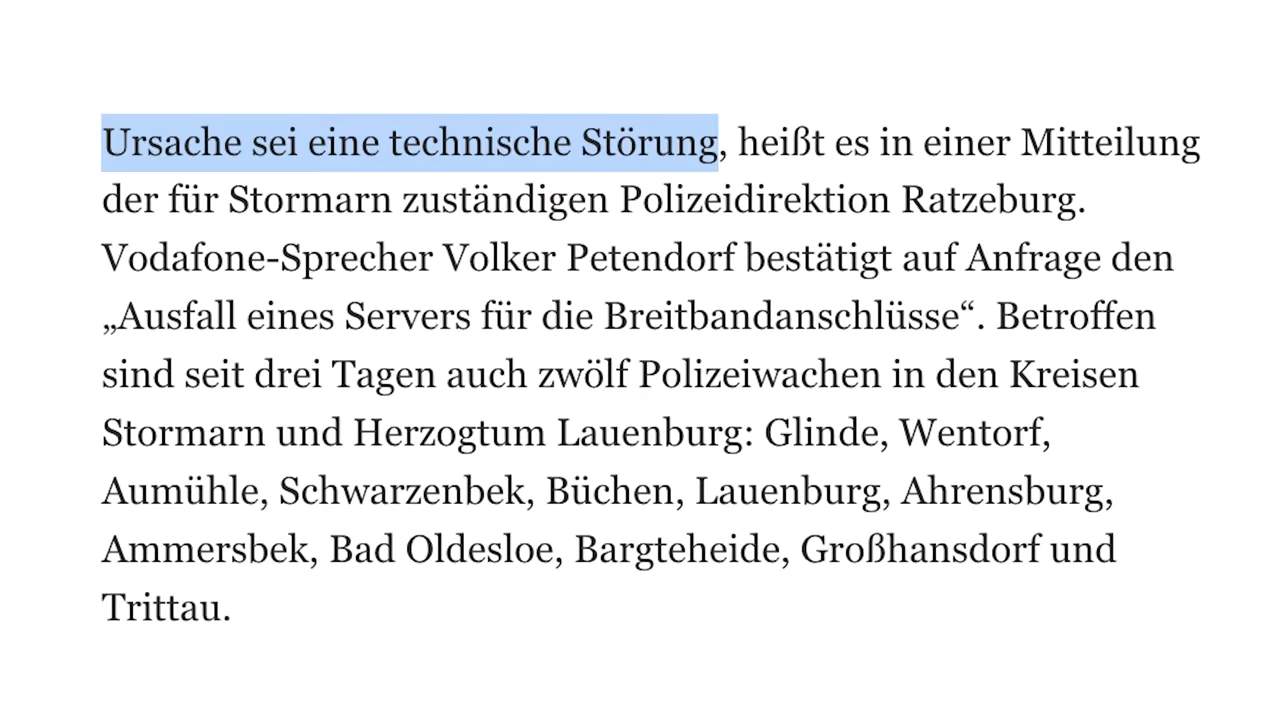 Ursache sei eine technische Störung, heißt es in einer Mitteilung
der für Stormarn zuständigen Polizeidirektion Ratzeburg.
Vodafone-Sprecher Volker Petendorf bestätigt auf Anfrage den
„Ausfall eines Servers für die Breitbandanschlüsse“. Betroffen
sind seit drei Tagen auch zwölf Polizeiwachen in den Kreisen
Stormarn und Herzogtum Lauenburg: Glinde, Wentorf,
Aumühle, Schwarzenbek, Büchen, Lauenburg, Ahrensburg,
Ammersbek, Bad Oldesloe, Bargteheide, Großhansdorf und
Trittau.